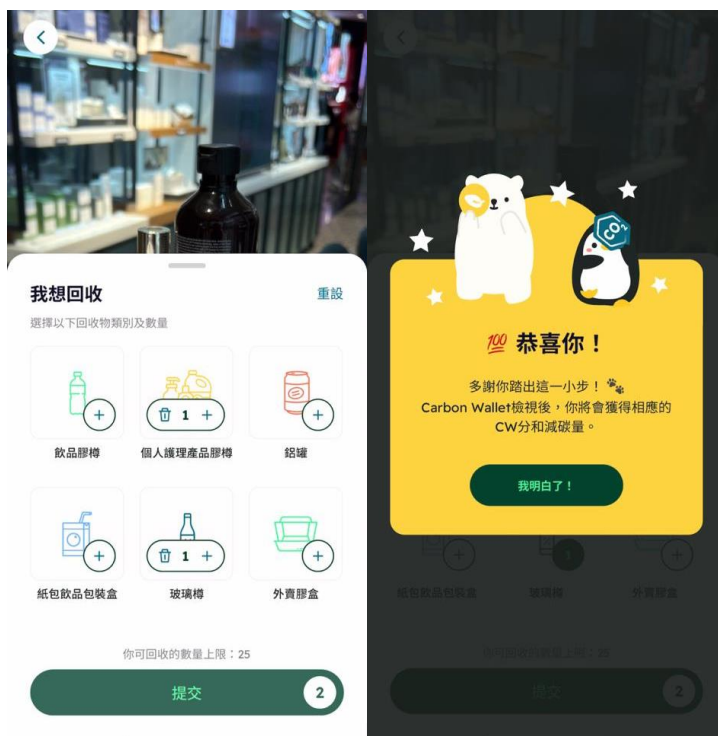 我想回收
重設
選擇以下回收物類別及數量
+
1 +
+
飲品膠樽
個人護理產品膠樽
鋁罐
+
1 +
+
紙包飲品包裝盒
玻璃樽
外賣膠盒
你可回收的數量上限：25
提交
2
CO2
💯 恭喜你！
多謝你踏出這一小步！🐾
Carbon Wallet檢視後，你將會獲得相應的
CW分和減碳量。
我明白了！
+
1
+
紙包飲品包裝盒
玻璃樽
外賣膠盒
你可回收的數量上限：25
提交
2